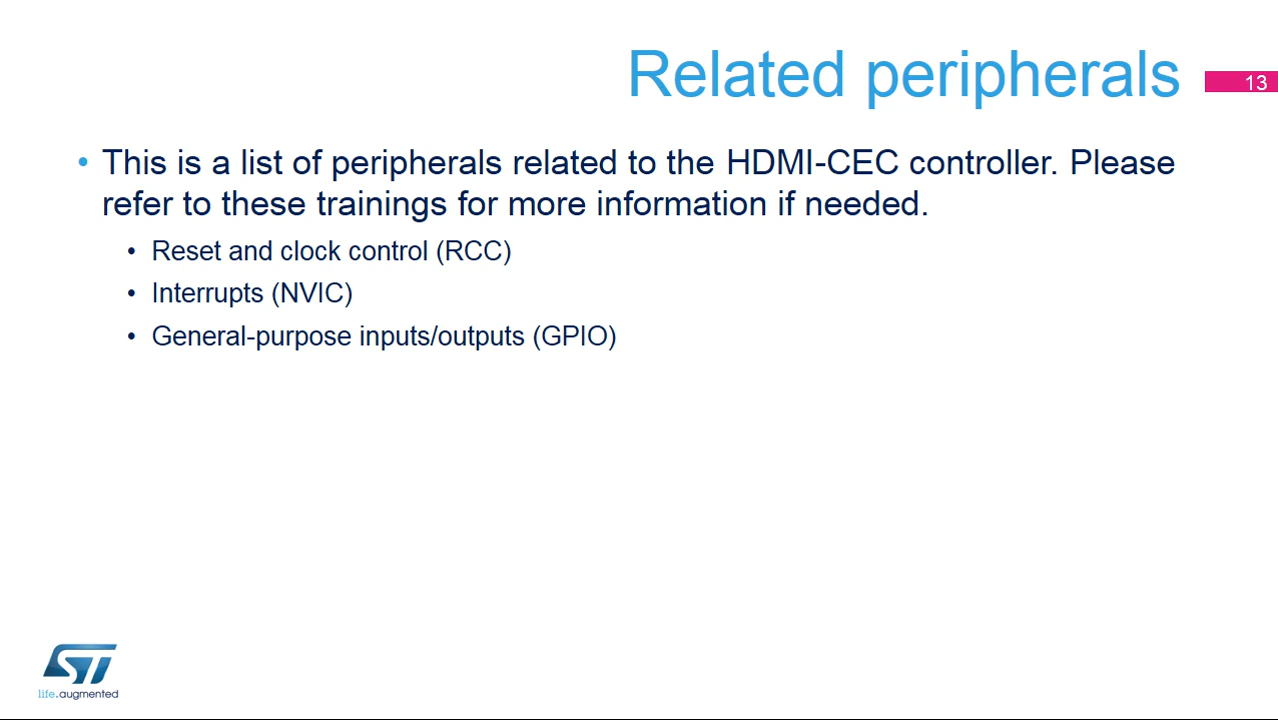 Related peripherals
13
• This is a list of peripherals related to the HDMI-CEC controller. Please
refer to these trainings for more information if needed.
• Reset and clock control (RCC)
• Interrupts (NVIC)
• General-purpose inputs/outputs (GPIO)
ST
life.augmented